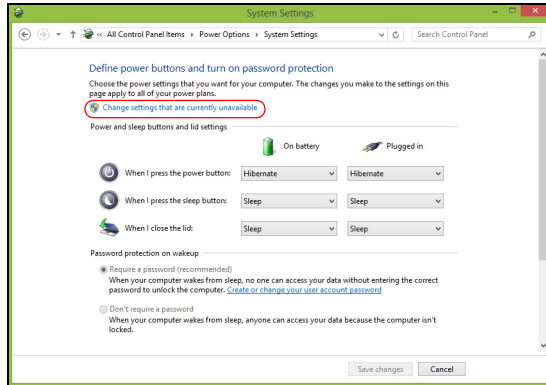 System Settings
« All Control Panel Items ▸ Power Options ▸ System Settings
Search Control Panel
Define power buttons and turn on password protection
Choose the power settings that you want for your computer. The changes you make to the settings on this
page apply to all of your power plans.
Change settings that are currently unavailable
Power and sleep buttons and lid settings
On battery Plugged in
When I press the power button: Hibernate Hibernate
When I press the sleep button: Sleep Sleep
When I close the lid: Sleep Sleep
Password protection on wakeup
Require a password (recommended)
When your computer wakes from sleep, no one can access your data without entering the correct
password to unlock the computer. Create or change your user account password
Don't require a password
When your computer wakes from sleep, anyone can access your data because the computer isn't
locked.
Save changes Cancel